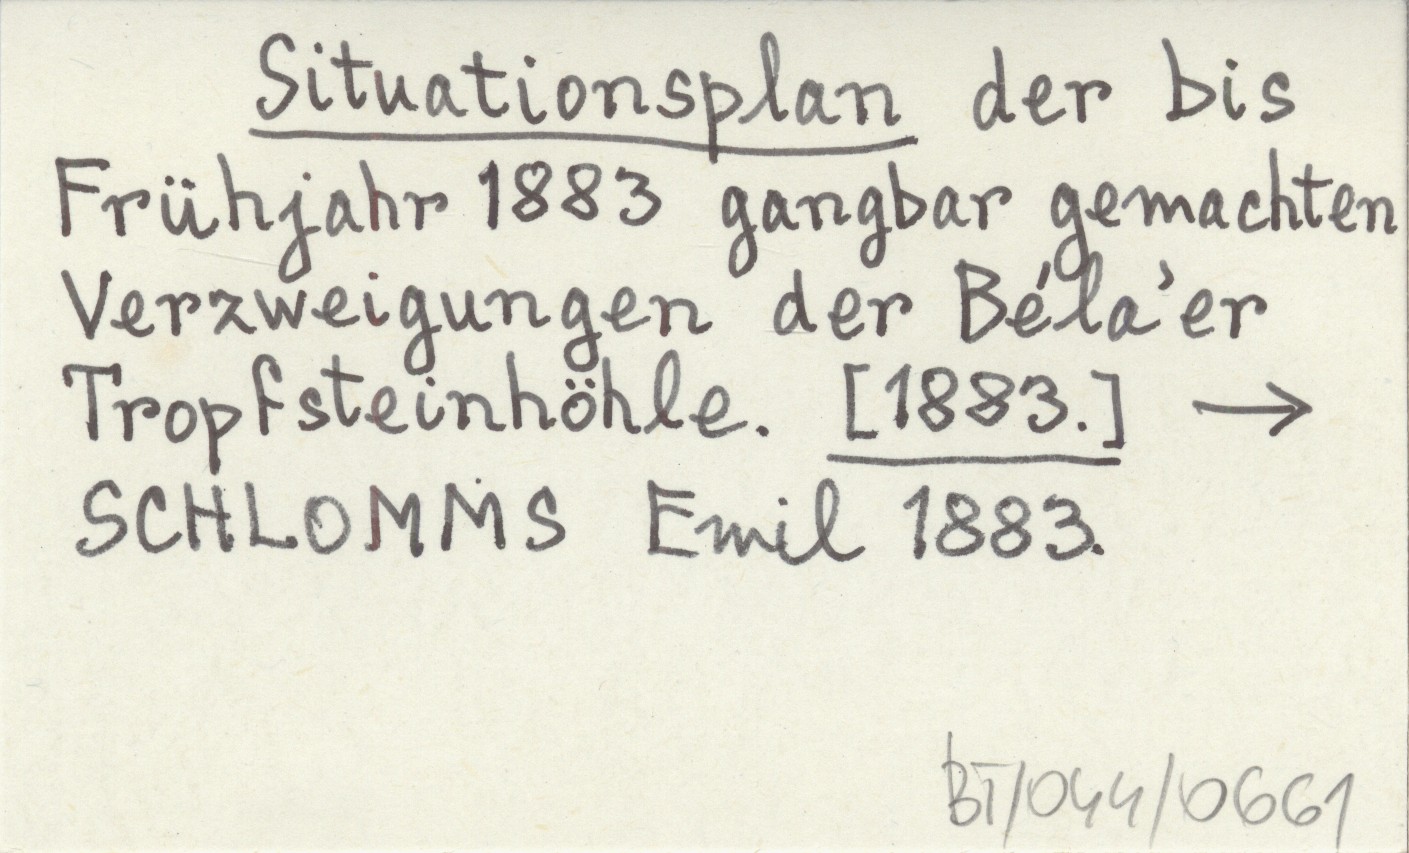 Situationsplan der bis
Frühjahr 1883 gangbar gemachten
Verzweigungen der Béla'er
Tropfsteinhöhle. [1883.] →
SCHLOMMS Emil 1883.
BT/044/0661